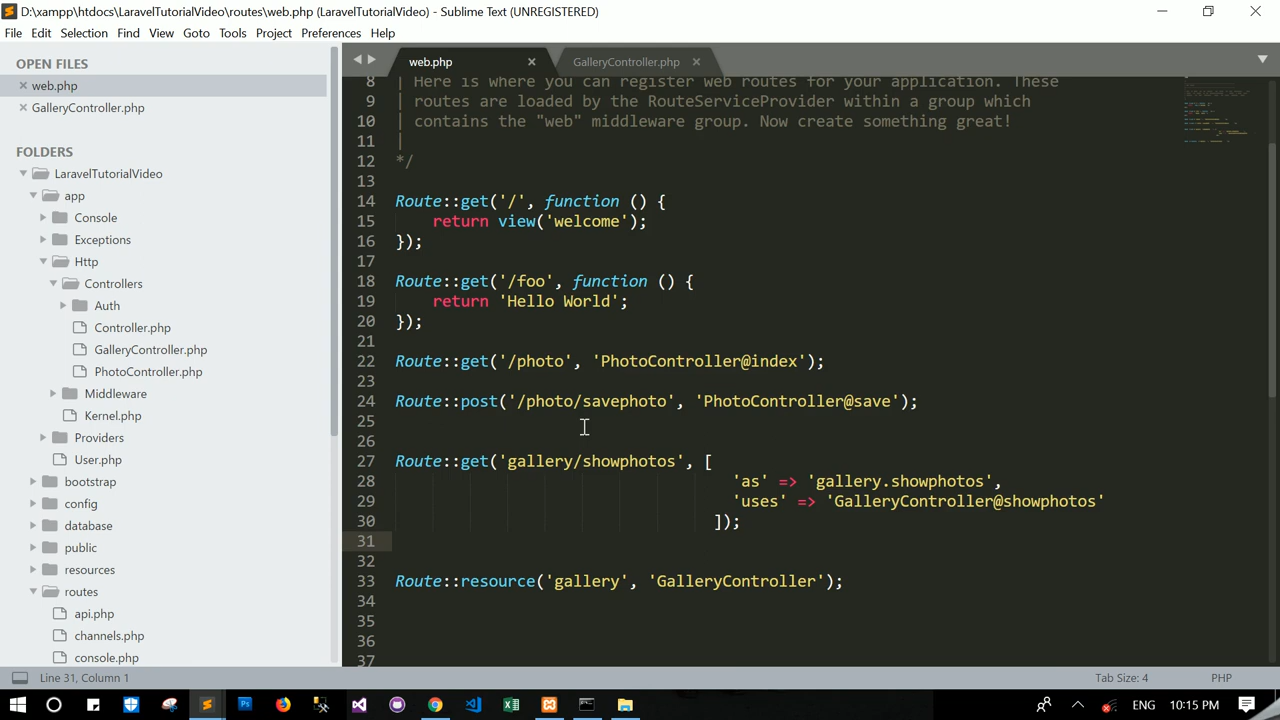 D:\xampp\htdocs\LaravelTutorialVideo\routes\web.php (LaravelTutorialVideo) - Sublime Text (UNREGISTERED)
File Edit Selection Find View Goto Tools Project Preferences Help
OPEN FILES
web.php
GalleryController.php
FOLDERS
LaravelTutorialVideo
app
Console
Exceptions
Http
Controllers
Auth
Controller.php
GalleryController.php
PhotoController.php
Middleware
Kernel.php
Providers
User.php
bootstrap
config
database
public
resources
routes
api.php
channels.php
console.php
web.php GalleryController.php
8 | Here is where you can register web routes for your application. These
9 | routes are loaded by the RouteServiceProvider within a group which
10 | contains the "web" middleware group. Now create something great!
11 |
12 */
13
14 Route::get('/', function () {
15 return view('welcome');
16 });
17
18 Route::get('/foo', function () {
19 return 'Hello World';
20 });
21
22 Route::get('/photo', 'PhotoController@index');
23
24 Route::post('/photo/savephoto', 'PhotoController@save');
25
26
27 Route::get('gallery/showphotos', [
28 'as' => 'gallery.showphotos',
29 'uses' => 'GalleryController@showphotos'
30 ]);
31
32
33 Route::resource('gallery', 'GalleryController');
34
35
36
37
Line 31, Column 1 Tab Size: 4 PHP
ENG 10:15 PM